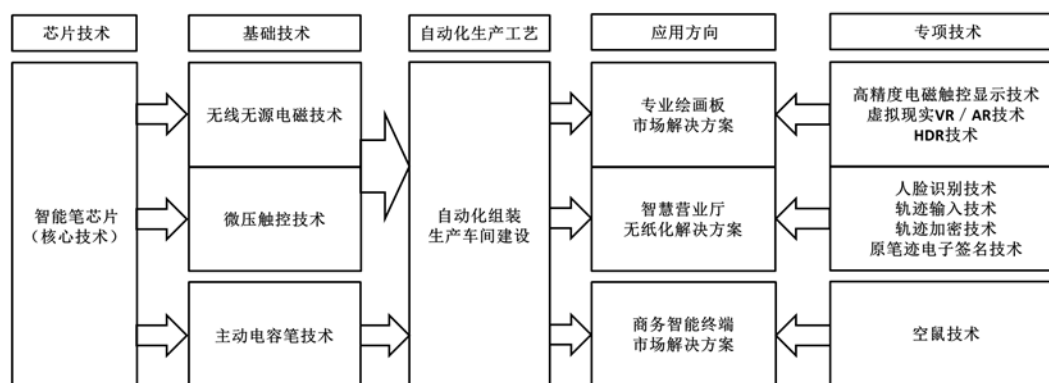 芯片技术
基础技术
自动化生产工艺
应用方向
专项技术
智能笔芯片
（核心技术）
无线无源电磁技术
微压触控技术
主动电容笔技术
自动化组装
生产车间建设
专业绘画板
市场解决方案
智慧营业厅
无纸化解决方案
商务智能终端
市场解决方案
高精度电磁触控显示技术
虚拟现实VR / AR技术
HDR技术
人脸识别技术
轨迹输入技术
轨迹加密技术
原笔迹电子签名技术
空鼠技术